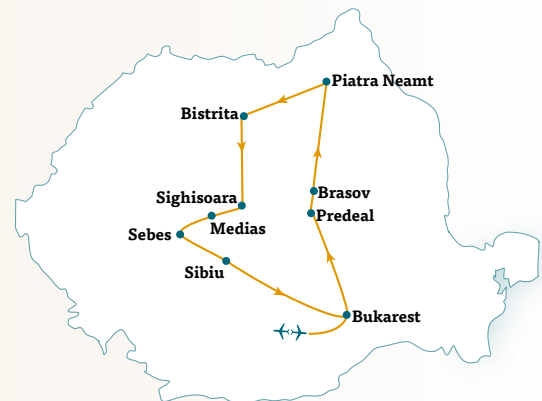 Piatra Neamt
Bistrita
Brasov
Sighisoara
Predeal
Medias
Sebes
Sibiu
Bukarest